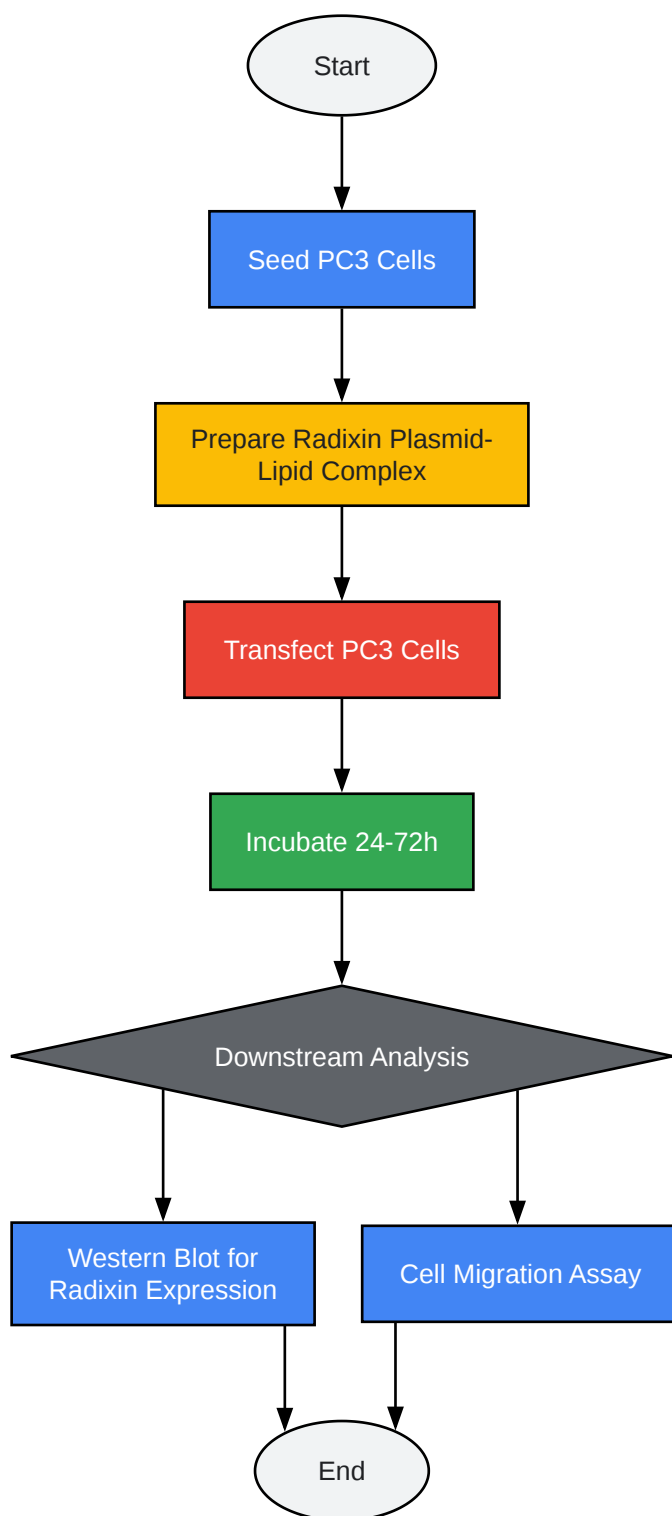 Start
Seed PC3 Cells
Prepare Radixin Plasmid-
Lipid Complex
Transfect PC3 Cells
Incubate 24-72h
Downstream Analysis
Western Blot for
Radixin Expression
Cell Migration Assay
End